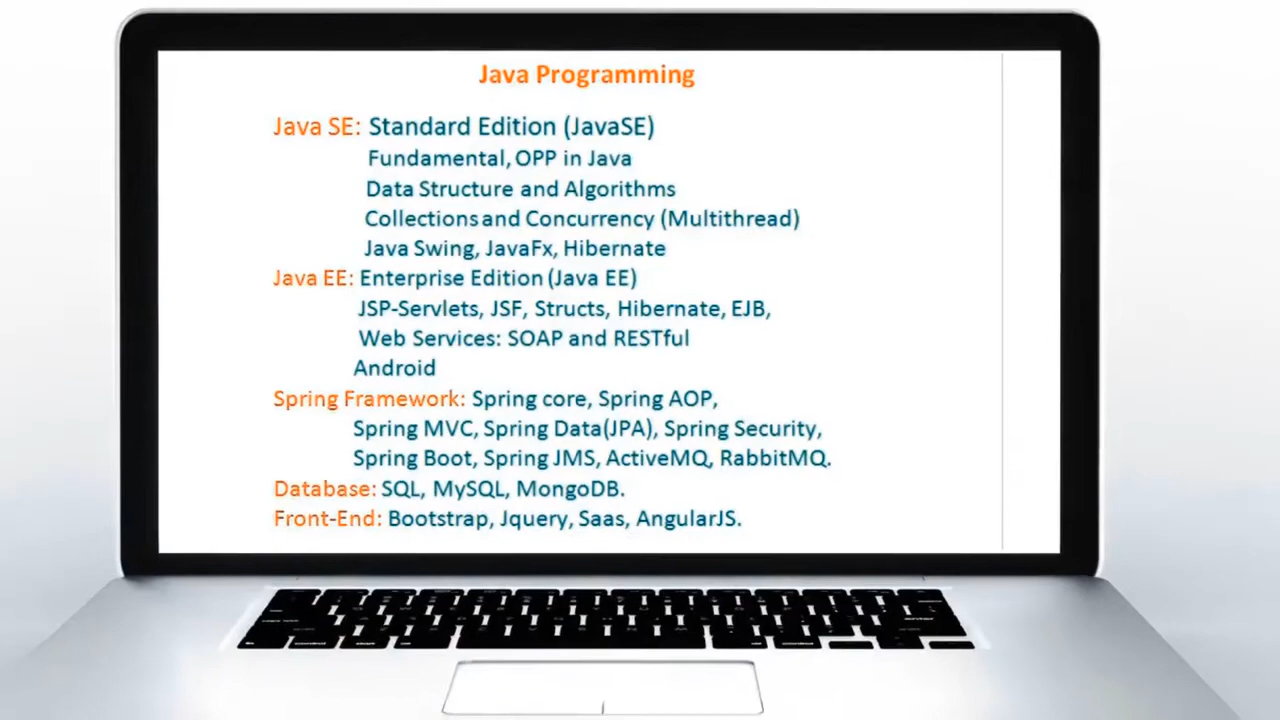 Java Programming
Java SE: Standard Edition (JavaSE)
Fundamental, OPP in Java
Data Structure and Algorithms
Collections and Concurrency (Multithread)
Java Swing, JavaFx, Hibernate
Java EE: Enterprise Edition (Java EE)
JSP-Servlets, JSF, Structs, Hibernate, EJB,
Web Services: SOAP and RESTful
Android
Spring Framework: Spring core, Spring AOP,
Spring MVC, Spring Data(JPA), Spring Security,
Spring Boot, Spring JMS, ActiveMQ, RabbitMQ.
Database: SQL, MySQL, MongoDB.
Front-End: Bootstrap, Jquery, Saas, AngularJS.